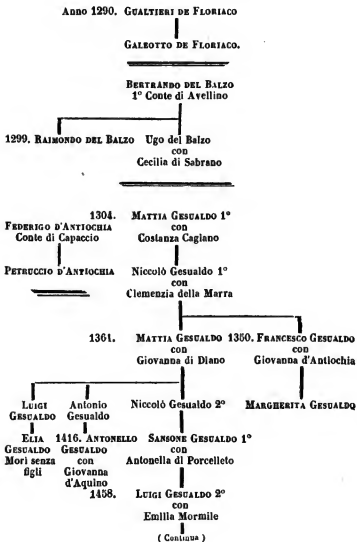 Anno 1290. GUALTIERI DE FLORIACO
GALEOTTO DE FLORIACO.
BERTRANDO DEL BALZO
1° Conte di Avellino
1299. RAIMONDO DEL BALZO Ugo del Balzo
con
Cecilia di Sabrano
1304. MATTIA GESUALDO 1°
FEDERIGO D'ANTIOCHIA con
Conte di Capaccio Costanza Cagiano
PETRUCCIO D'ANTIOCHIA Niccolò Gesualdo 1°
con
Clemenzia della Marra
1361. MATTIA GESUALDO 1350. FRANCESCO GESUALDO
con con
Giovanna di Diano Giovanna d'Antiochia
LUIGI Antonio Niccolò Gesualdo 2° MARGHERITA GESUALDO
GESUALDO Gesualdo
ELIA 1416. ANTONELLO SANSONE GESUALDO 1°
GESUALDO GESUALDO con
Morì senza con Antonella di Porcelleto
figli Giovanna
d'Aquino
1458. LUIGI GESUALDO 2°
con
Emilia Mormile
( Continua )